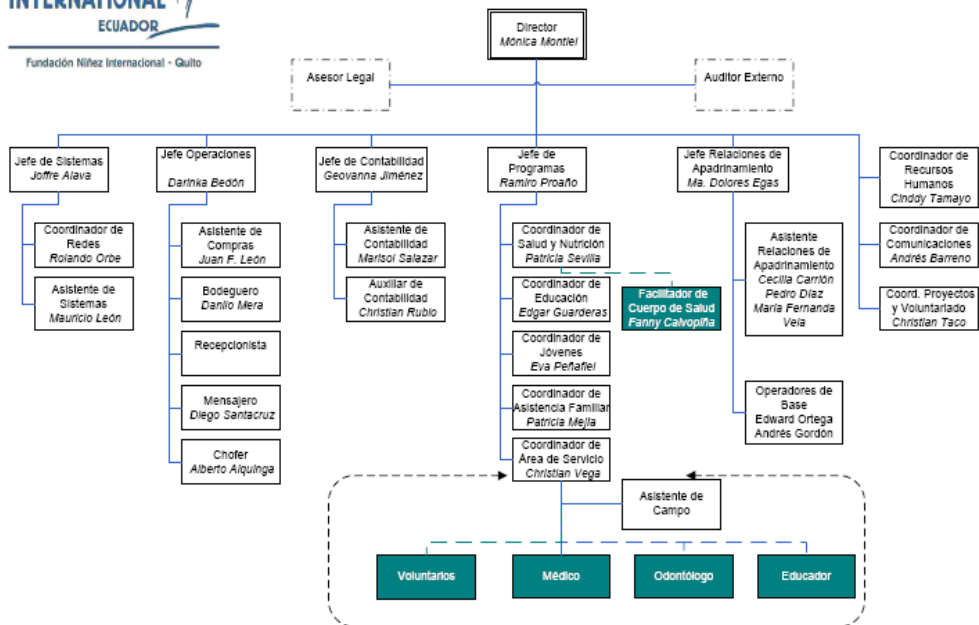 INTERNATIONAL
ECUADOR
Fundación Niñez Internacional - Quito
Director
Mónica Montiel
Asesor Legal
Auditor Externo
Jefe de Sistemas
Joffre Alava
Jefe Operaciones
Darinka Bedón
Jefe de Contabilidad
Geovanna Jiménez
Jefe de
Programas
Ramiro Proaño
Jefe Relaciones de
Apadrinamiento
Ma. Dolores Egas
Coordinador de
Recursos
Humanos
Cinddy Tamayo
Coordinador de
Redes
Rolando Orbe
Asistente de
Sistemas
Mauricio León
Asistente de
Compras
Juan F. León
Bodeguero
Danilo Mera
Recepcionista
Mensajero
Diego Santacruz
Chofer
Alberto Alquinga
Asistente de
Contabilidad
Marisol Salazar
Auxiliar de
Contabilidad
Christian Rubio
Coordinador de
Salud y Nutrición
Patricia Sevilla
Coordinador de
Educación
Edgar Guarderas
Coordinador de
Jóvenes
Eva Peñafiel
Coordinador de
Asistencia Familiar
Patricia Mejía
Coordinador de
Área de Servicio
Christian Vega
Facilitador de
Cuerpo de Salud
Fanny Calvopiña
Asistente
Relaciones de
Apadrinamiento
Cecilia Carrión
Pedro Díaz
María Fernanda
Vela
Operadores de
Base
Edward Ortega
Andrés Gordón
Coordinador de
Comunicaciones
Andrés Barreno
Coord. Proyectos
y Voluntariado
Christian Taco
Asistente de
Campo
Voluntarios
Médico
Odontólogo
Educador